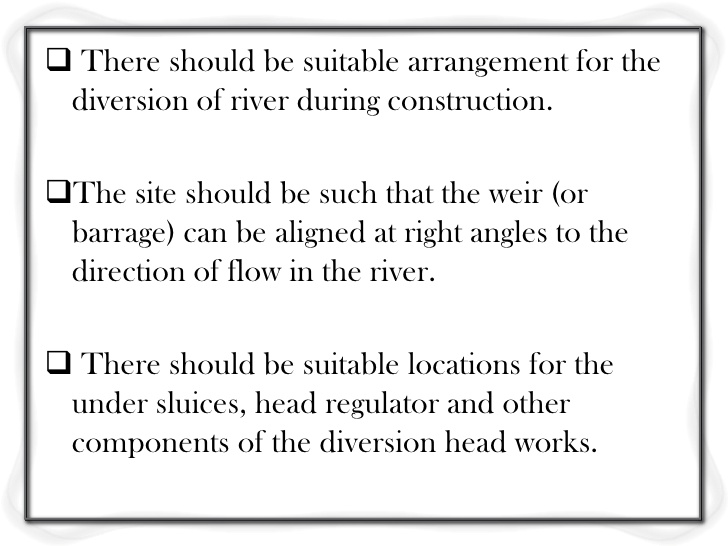 ❑ There should be suitable arrangement for the
diversion of river during construction.
❑The site should be such that the weir (or
barrage) can be aligned at right angles to the
direction of flow in the river.
❑ There should be suitable locations for the
under sluices, head regulator and other
components of the diversion head works.